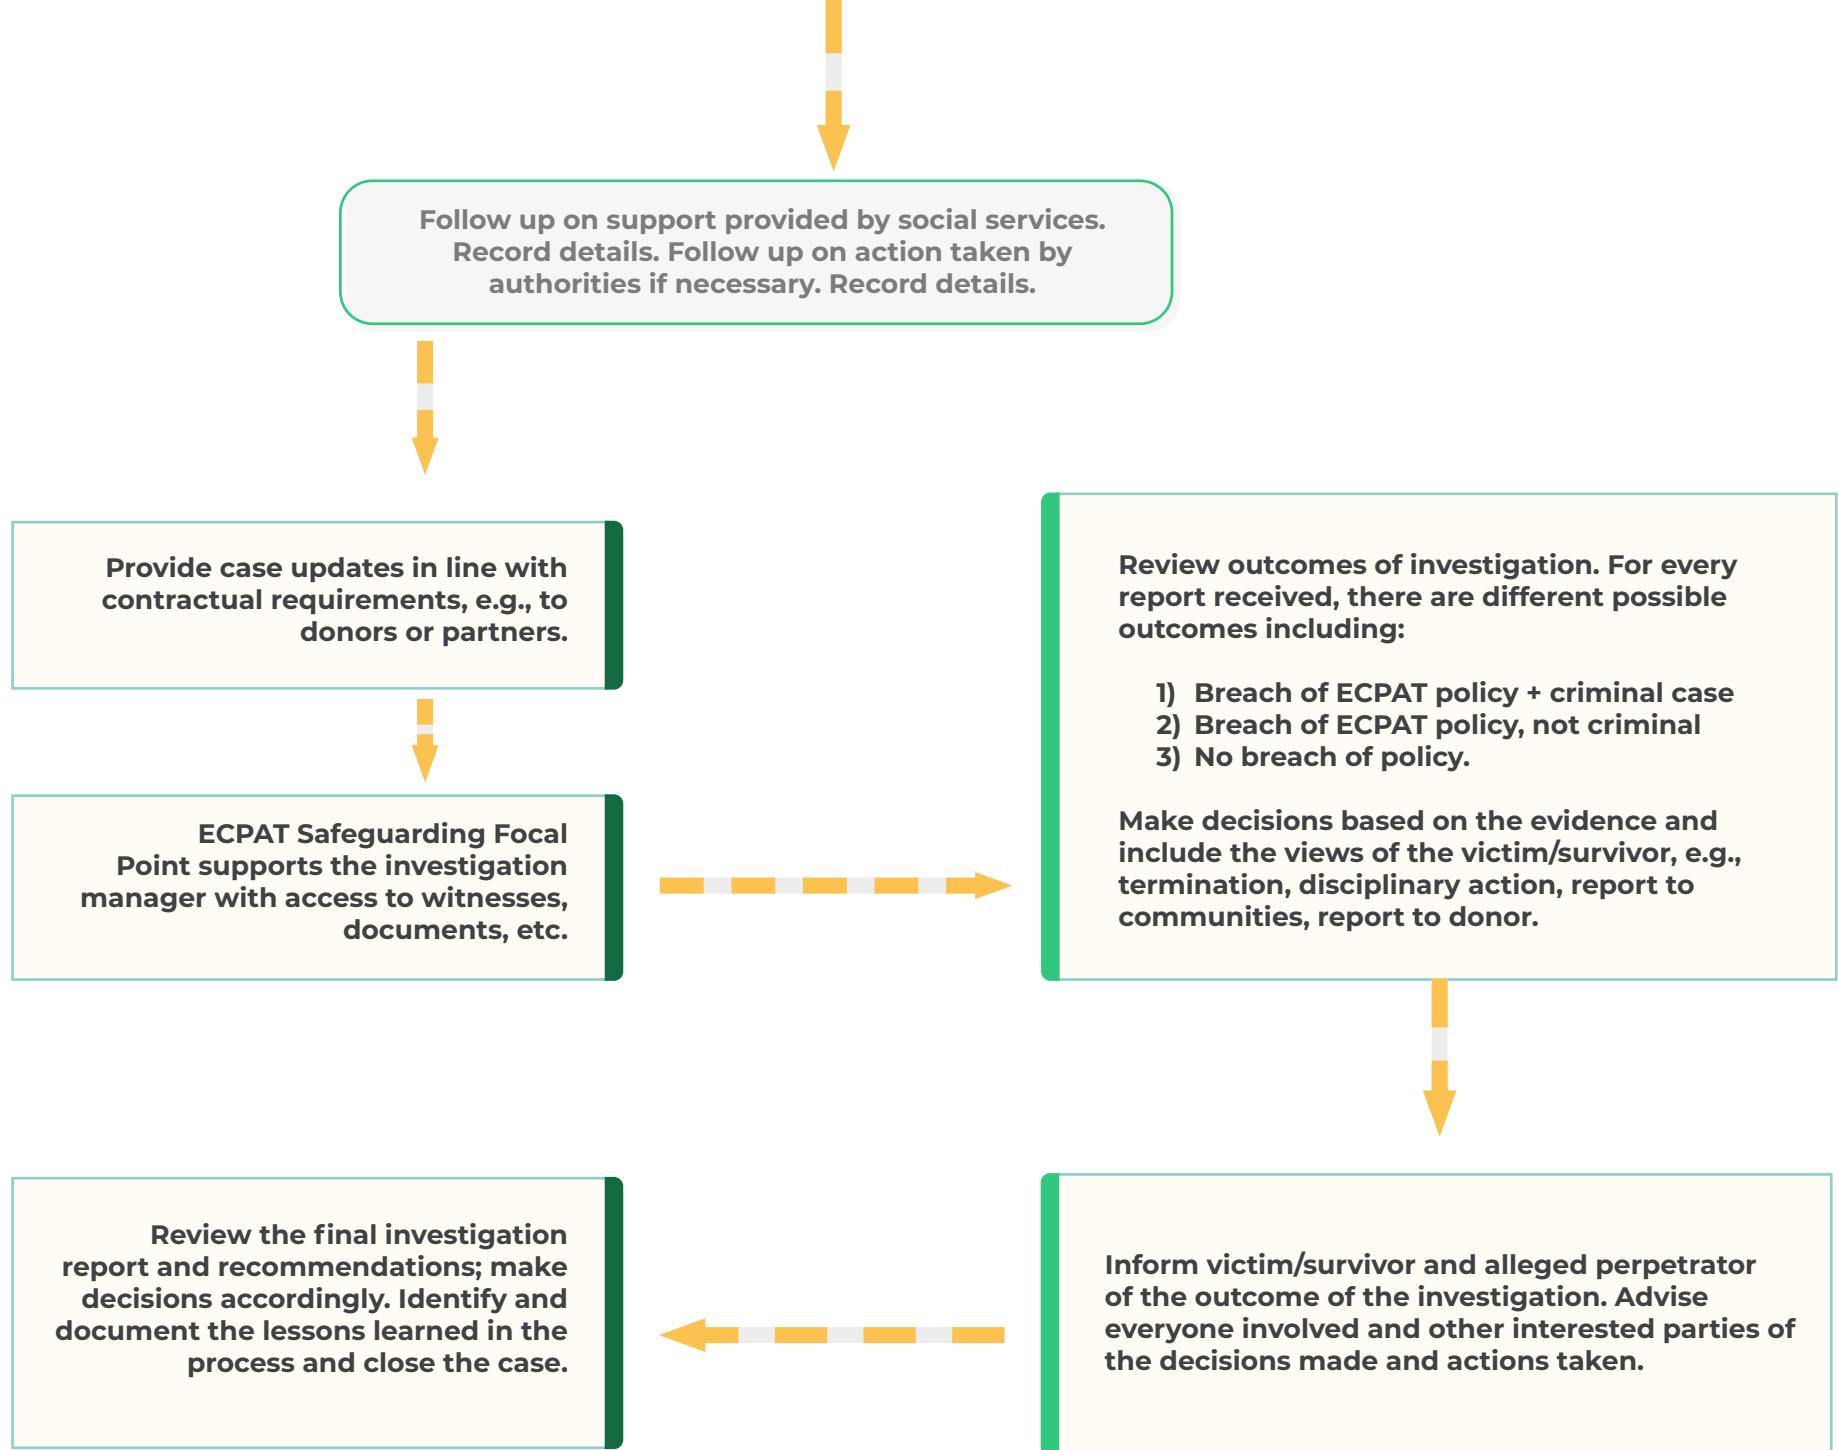 Follow up on support provided by social services.
Record details. Follow up on action taken by
authorities if necessary. Record details.
Provide case updates in line with
contractual requirements, e.g., to
donors or partners.
ECPAT Safeguarding Focal
Point supports the investigation
manager with access to witnesses,
documents, etc.
Review outcomes of investigation. For every
report received, there are different possible
outcomes including:
1) Breach of ECPAT policy + criminal case
2) Breach of ECPAT policy, not criminal
3) No breach of policy.
Make decisions based on the evidence and
include the views of the victim/survivor, e.g.,
termination, disciplinary action, report to
communities, report to donor.
Inform victim/survivor and alleged perpetrator
of the outcome of the investigation. Advise
everyone involved and other interested parties of
the decisions made and actions taken.
Review the final investigation
report and recommendations; make
decisions accordingly. Identify and
document the lessons learned in the
process and close the case.